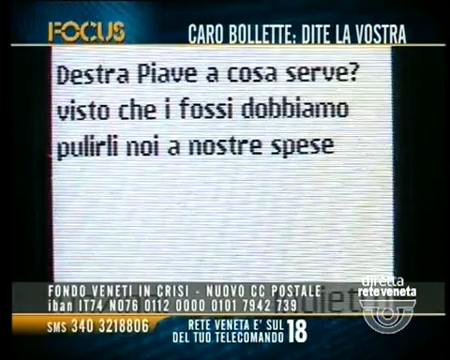 FOCUS
CARO BOLLETTE: DITE LA VOSTRA
Destra Piave a cosa serve?
visto che i fossi dobbiamo
pulirli noi a nostre spese
diretta
reteveneta
FONDO VENETI IN CRISI - NUOVO CC POSTALE
iban IT74 N076 0112 0000 0101 7942 739
SMS 340 3218806
RETE VENETA E' SUL
DEL TUO TELECOMANDO 18